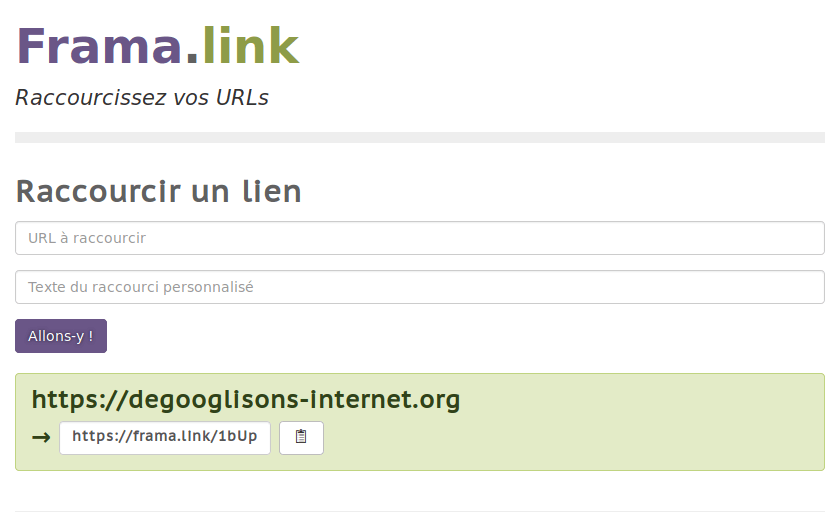 Frama.link
Raccourcissez vos URLs
Raccourcir un lien
URL à raccourcir
Texte du raccourci personnalisé
Allons-y !
https://degooglisons-internet.org
→ https://frama.link/1bUp